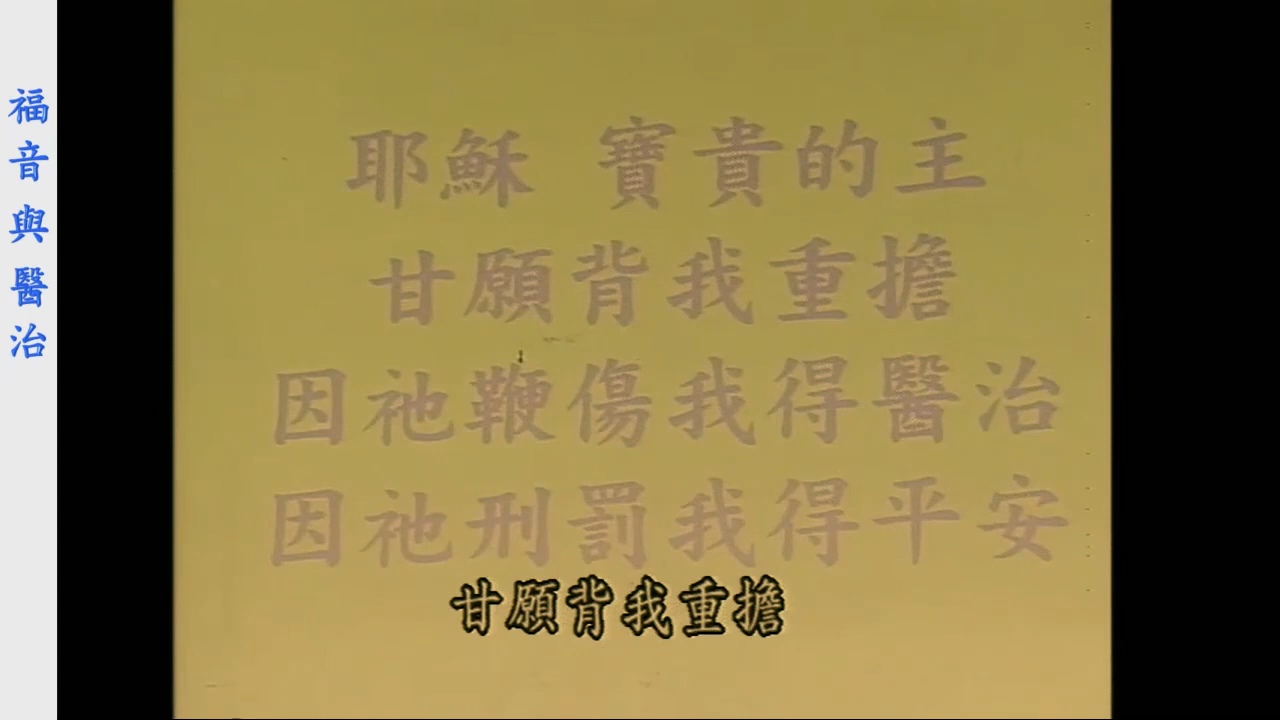 福音與醫治
耶穌 寶貴的主
甘願背我重擔
因祂鞭傷我得醫治
因祂刑罰我得平安
甘願背我重擔